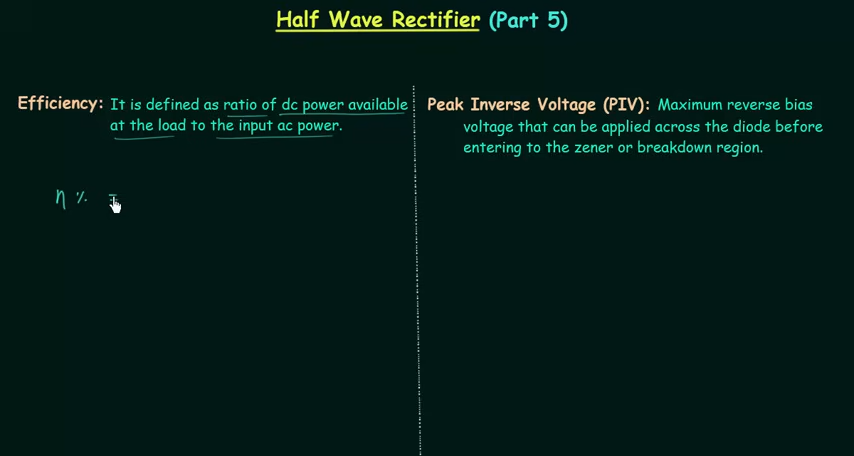 Half Wave Rectifier (Part 5)
Efficiency: It is defined as ratio of dc power available
at the load to the input ac power.
η % =
Peak Inverse Voltage (PIV): Maximum reverse bias
voltage that can be applied across the diode before
entering to the zener or breakdown region.